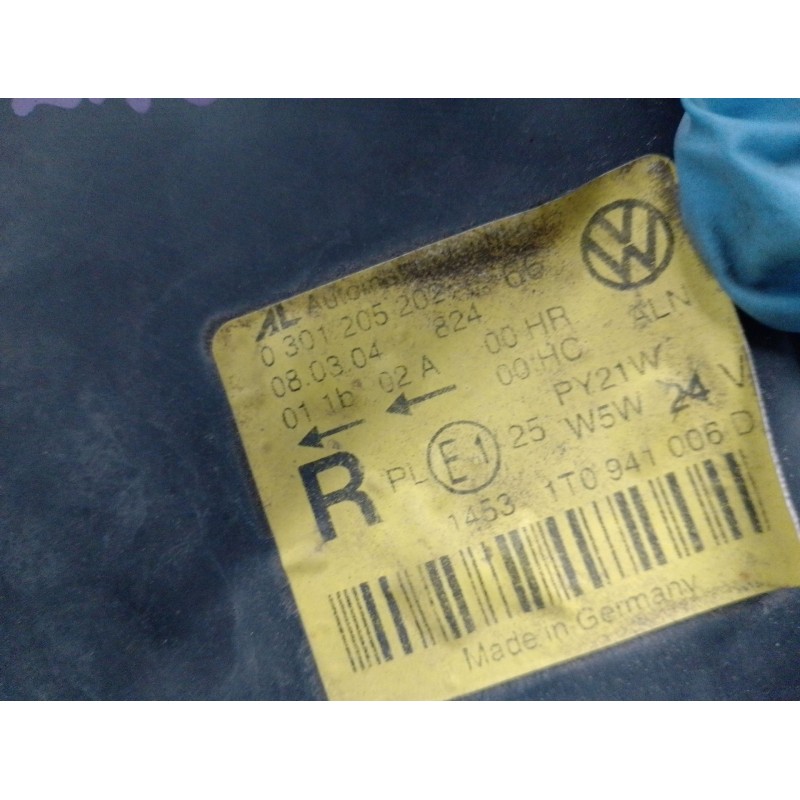 AL
0 301 205 202
08.03.04 824
01 1b 02 A 00 HR ALN
00 HC
PY21W
W5W 24 V
R PL E1 25
1453 1T0 941 006 D
Made in Germany